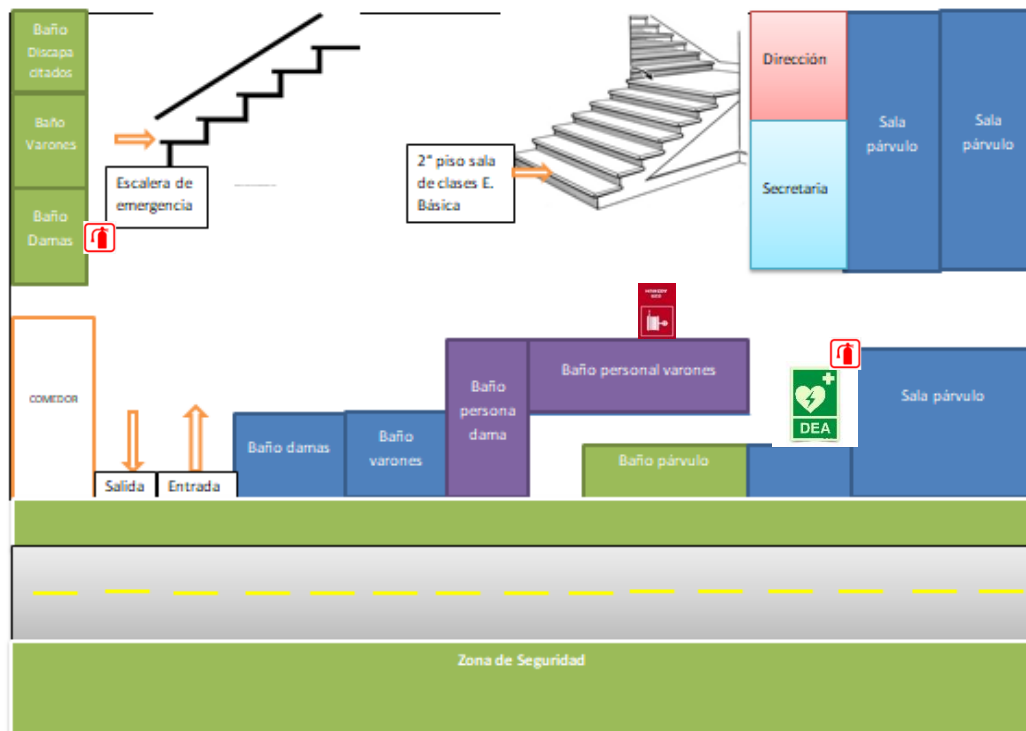 Baño
Discapa
citados
Baño
Varones
Baño
Damas
Escalera de
emergencia
2° piso sala
de clases E.
Básica
Dirección
Secretaria
Sala
párvulo
Sala
párvulo
COMEDOR
Salida
Entrada
Baño damas
Baño
varones
Baño
persona
dama
Baño personal varones
Baño párvulo
DEA
Sala párvulo
Zona de Seguridad